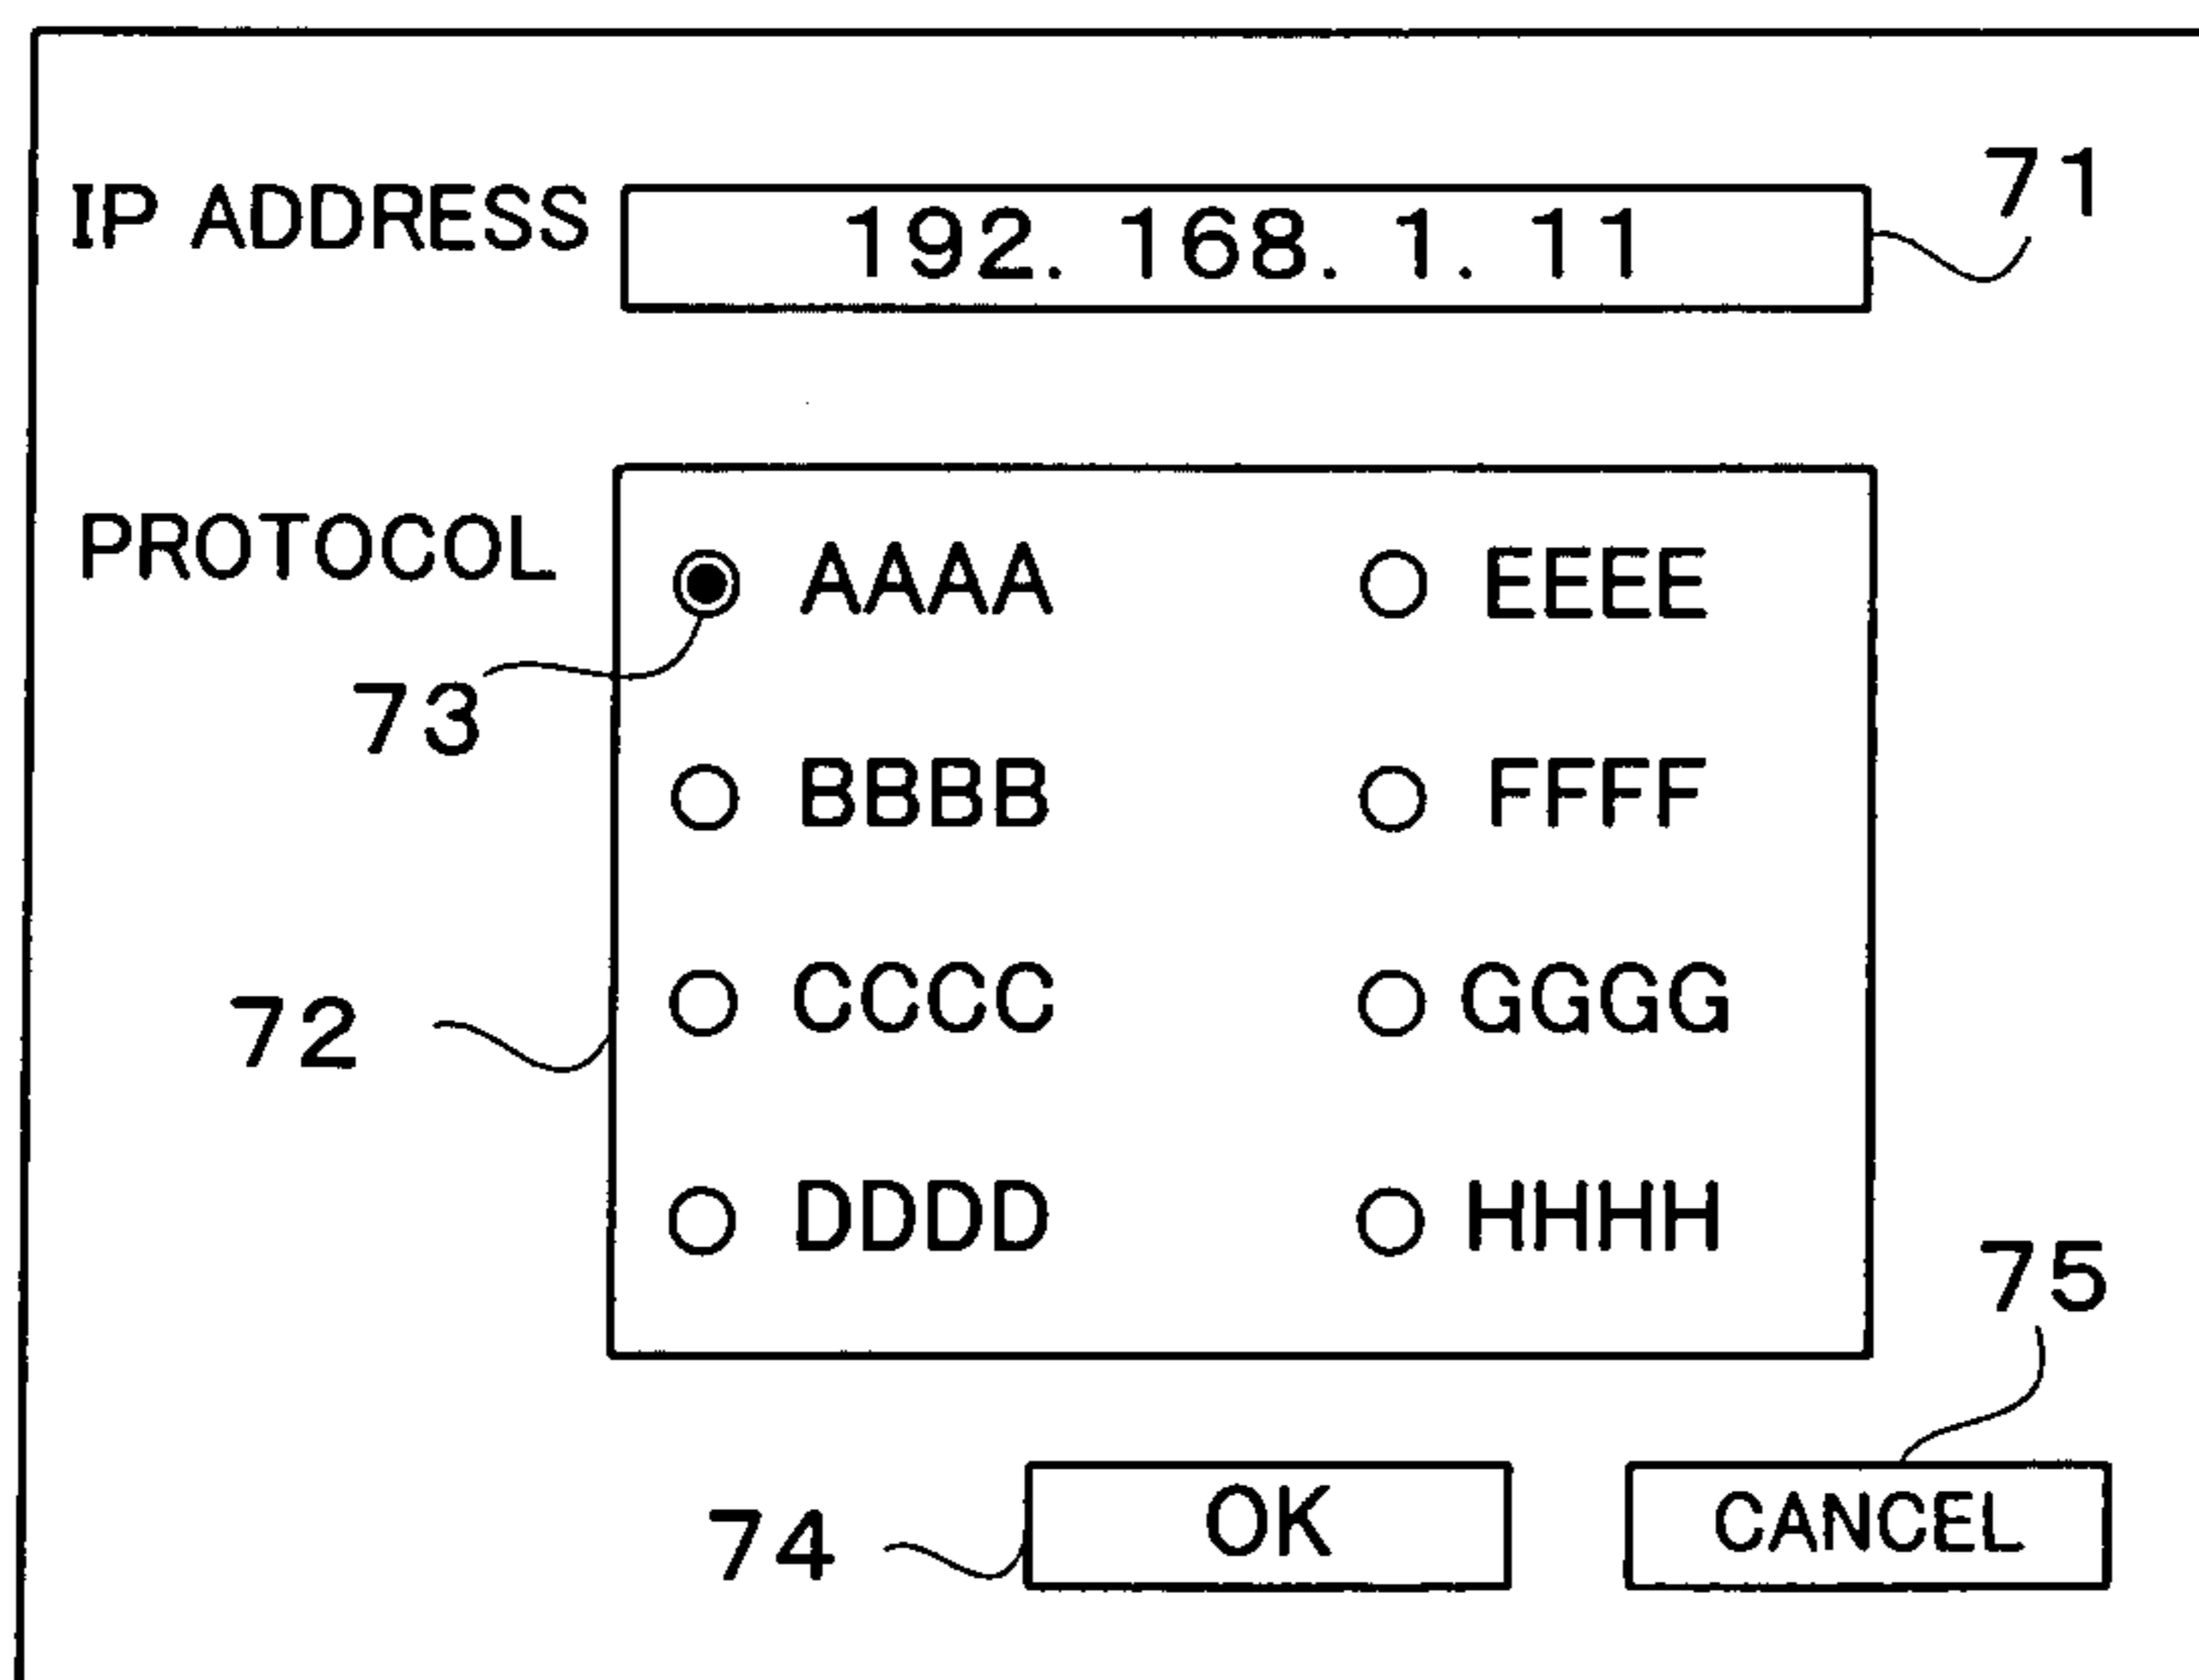 71
IP ADDRESS 192. 168. 1. 11
PROTOCOL AAAA EEEE
73
BBBB FFFF
72 CCCC GGGG
DDDD HHHH
75
74 OK CANCEL